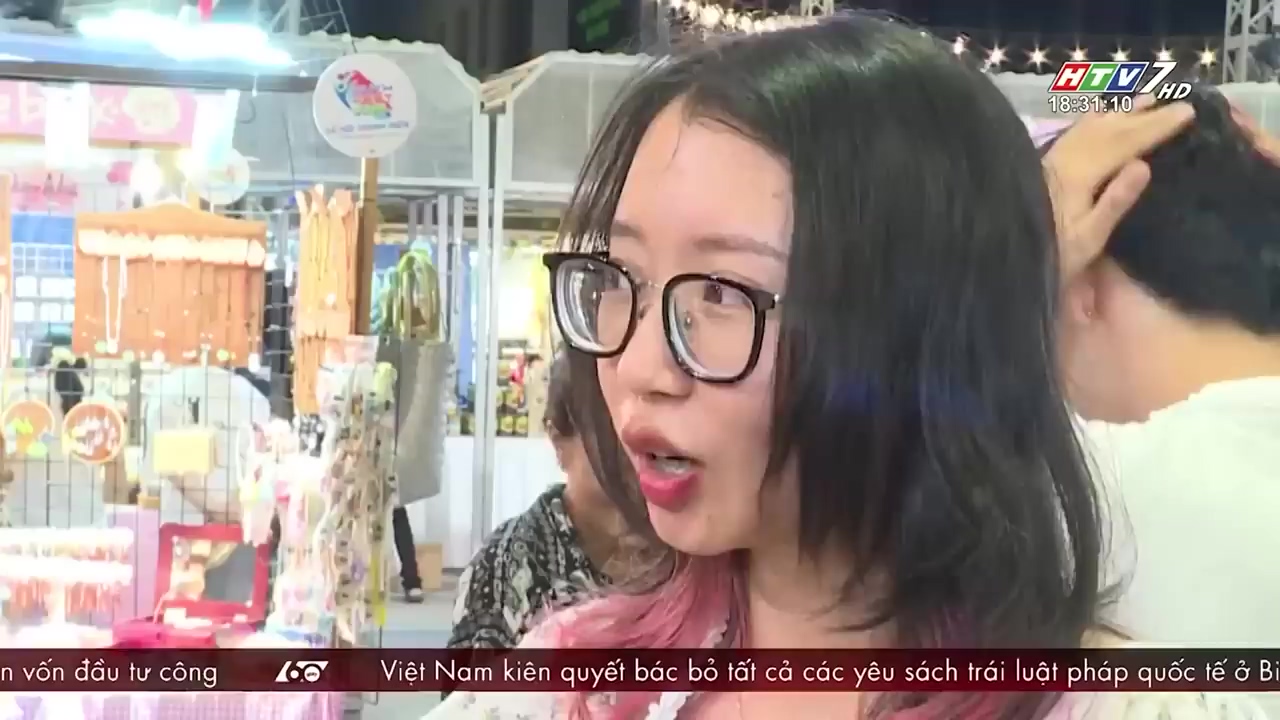 HTV7 HD
18:31:10
n vốn đầu tư công 60 Việt Nam kiên quyết bác bỏ tất cả các yêu sách trái luật pháp quốc tế ở Bi